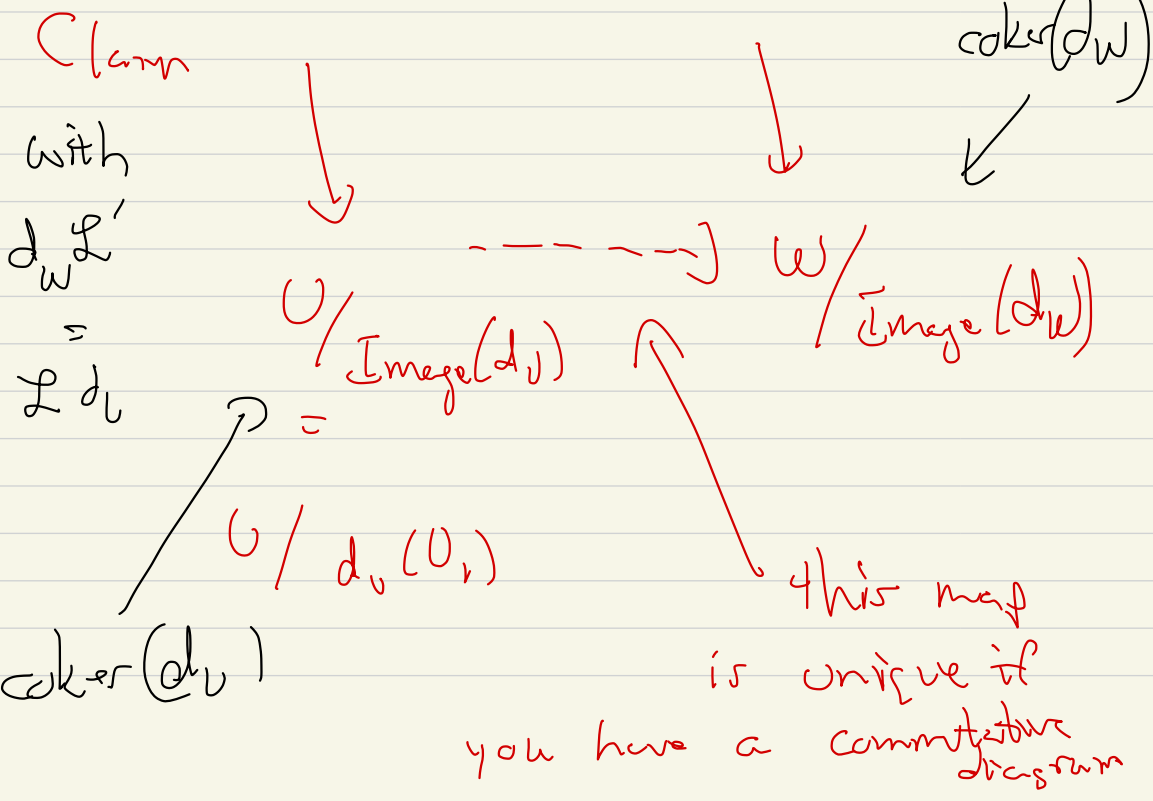 Clam
with
d_W L'
=
L d_U
coker(d_W)
U/Image(d_U)
W/Image(d_W)
=
U/d_U(U_1)
coker(d_U)
this map
is unique if
you have a commutative
diagram